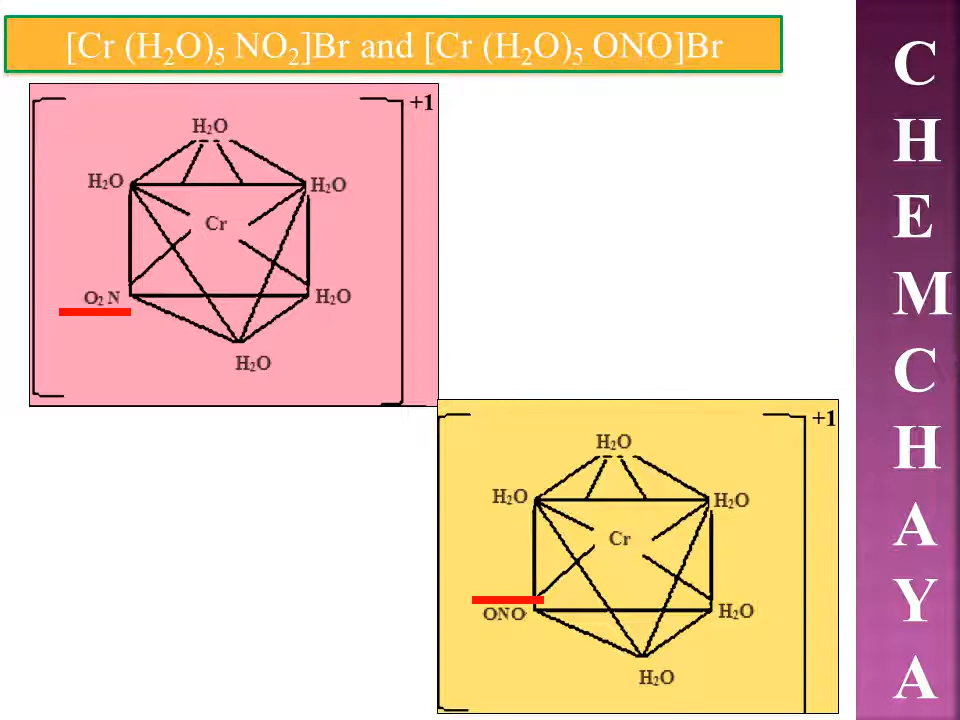 [Cr (H₂O)₅ NO₂]Br and [Cr (H₂O)₅ ONO]Br
+1
H₂O
H₂O H₂O
Cr
O₂N H₂O
H₂O
+1
H₂O
H₂O H₂O
Cr
ONO H₂O
H₂O
C
H
E
M
C
H
A
Y
A